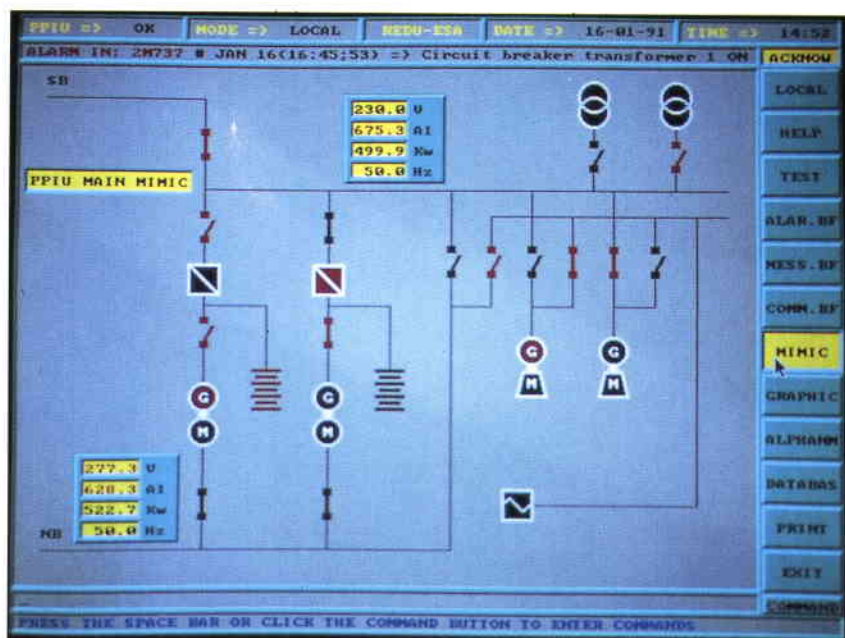 PPIU => OK MODE => LOCAL REDU-ESA DATE => 16-01-91 TIME => 14:52
ALARM IN: 2M737 # JAN 16(16:45:53) => Circuit breaker transformer 1 ON ACKNOW
SB
230.0 V
675.3 AI
499.9 Kw
50.0 Hz
PPIU MAIN MIMIC
G
M
G
M
G
M
G
M
277.3 V
628.3 AI
522.7 Kw
50.0 Hz
NB
LOCAL
HELP
TEST
ALAR.BF
MESS.BF
COMM.BF
MIMIC
GRAPHIC
ALPHANM
DATABAS
PRINT
EXIT
COMMAND
PRESS THE SPACE BAR OR CLICK THE COMMAND BUTTON TO ENTER COMMANDS